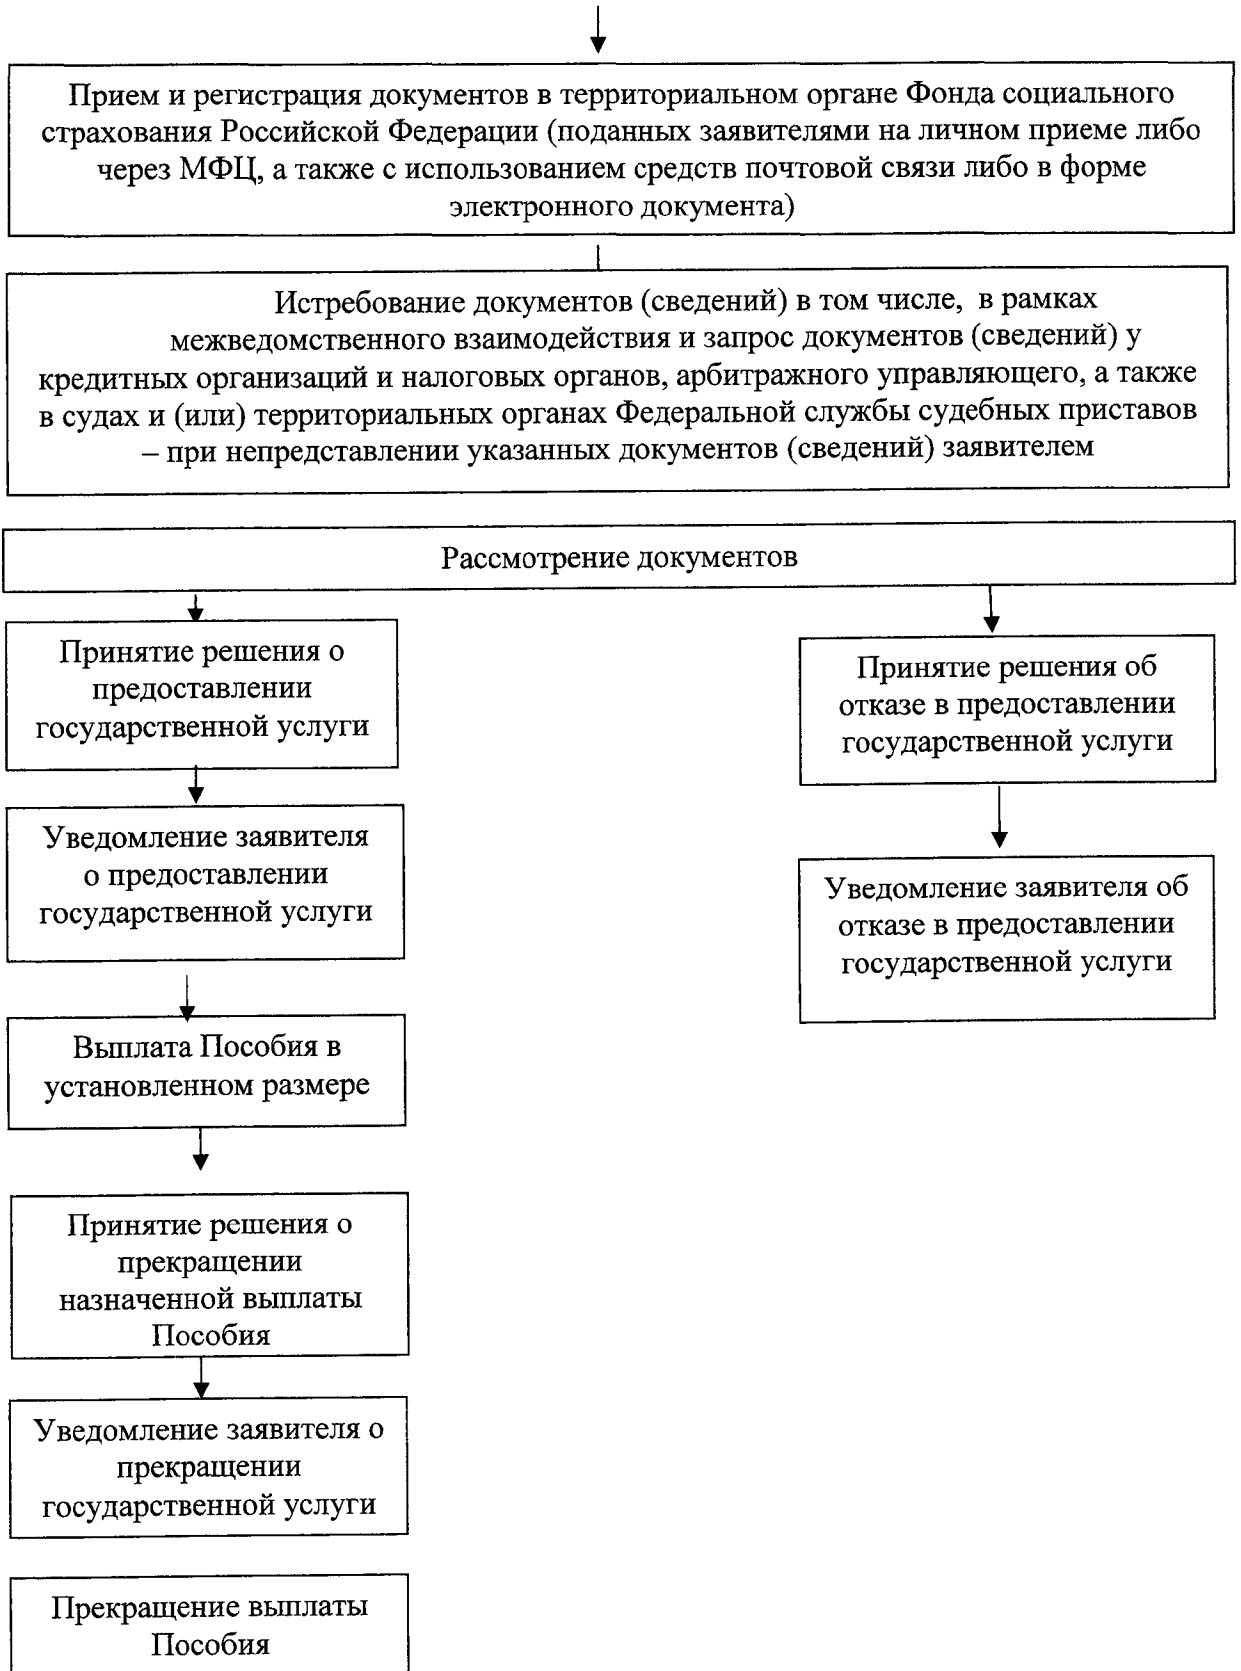 Прием и регистрация документов в территориальном органе Фонда социального
страхования Российской Федерации (поданных заявителями на личном приеме либо
через МФЦ, а также с использованием средств почтовой связи либо в форме
электронного документа)
Истребование документов (сведений) в том числе, в рамках
межведомственного взаимодействия и запрос документов (сведений) у
кредитных организаций и налоговых органов, арбитражного управляющего, а также
в судах и (или) территориальных органах Федеральной службы судебных приставов
– при непредставлении указанных документов (сведений) заявителем
Рассмотрение документов
Принятие решения о
предоставлении
государственной услуги
Принятие решения об
отказе в предоставлении
государственной услуги
Уведомление заявителя
о предоставлении
государственной услуги
Уведомление заявителя об
отказе в предоставлении
государственной услуги
Выплата Пособия в
установленном размере
Принятие решения о
прекращении
назначенной выплаты
Пособия
Уведомление заявителя о
прекращении
государственной услуги
Прекращение выплаты
Пособия